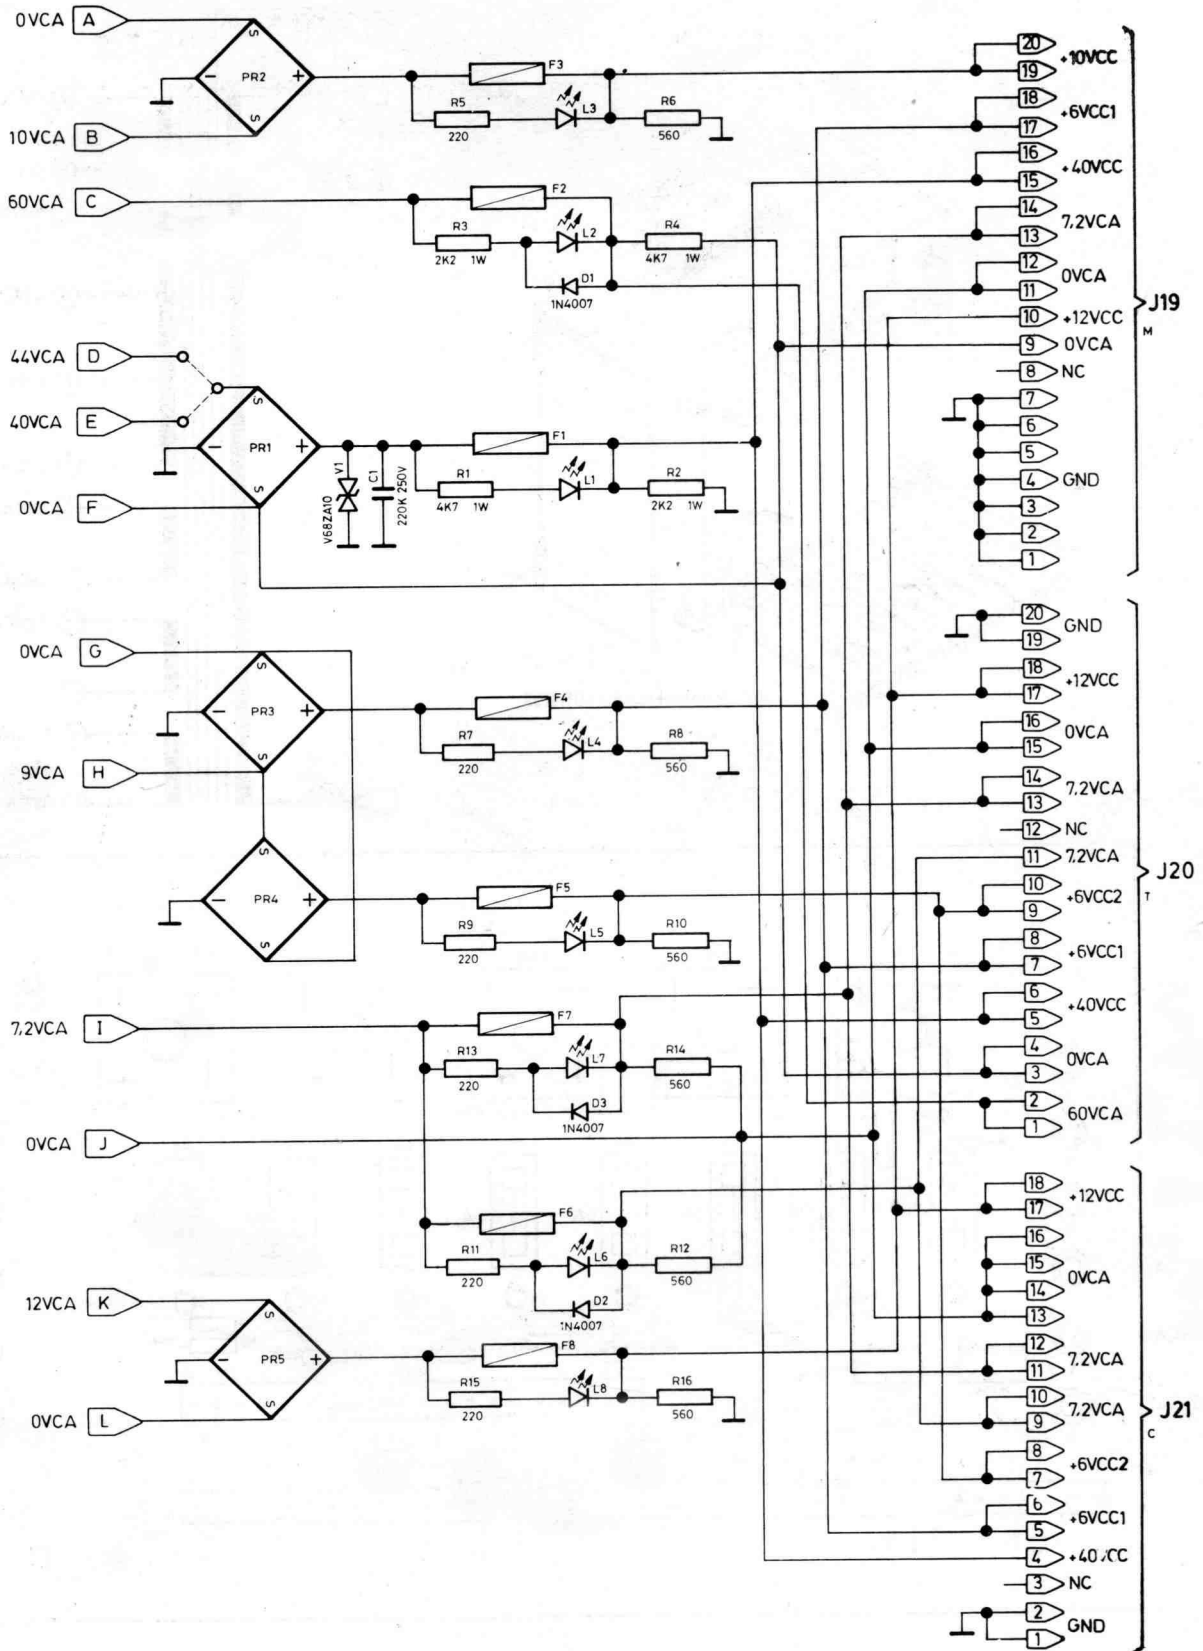 0VCA A
10VCA B
60VCA C
44VCA D
40VCA E
0VCA F
0VCA G
9VCA H
7,2VCA I
0VCA J
12VCA K
0VCA L
S
- PR2 +
S
F3
R5
220
L3
R6
560
F2
R3
2K2 1W
L2
D1
1N4007
R4
4K7 1W
S
- PR1 +
S
V1
V68ZA10
C1
220K 250V
F1
R1
4K7 1W
L1
R2
2K2 1W
S
- PR3 +
S
F4
R7
220
L4
R8
560
S
- PR4 +
S
F5
R9
220
L5
R10
560
F7
R13
220
L7
D3
1N4007
R14
560
F6
R11
220
L6
D2
1N4007
R12
560
S
- PR5 +
S
F8
R15
220
L8
R16
560
20
19
+10VCC
18
17
+6VCC1
16
15
+40VCC
14
13
7,2VCA
12
11
0VCA
10 +12VCC
9 0VCA
8 NC
7
6
5
4 GND
3
2
1
J19
M
20
19
GND
18
17
+12VCC
16
15
0VCA
14
13
7,2VCA
12 NC
11 7,2VCA
10
9
+6VCC2
8
7
+6VCC1
6
5
+40VCC
4
3
0VCA
2
1
60VCA
J20
T
18
17
+12VCC
16
15
14
13
0VCA
12
11
7,2VCA
10
9
7,2VCA
8
7
+6VCC2
6
5
+6VCC1
4 +40VCC
3 NC
2
1
GND
J21
C